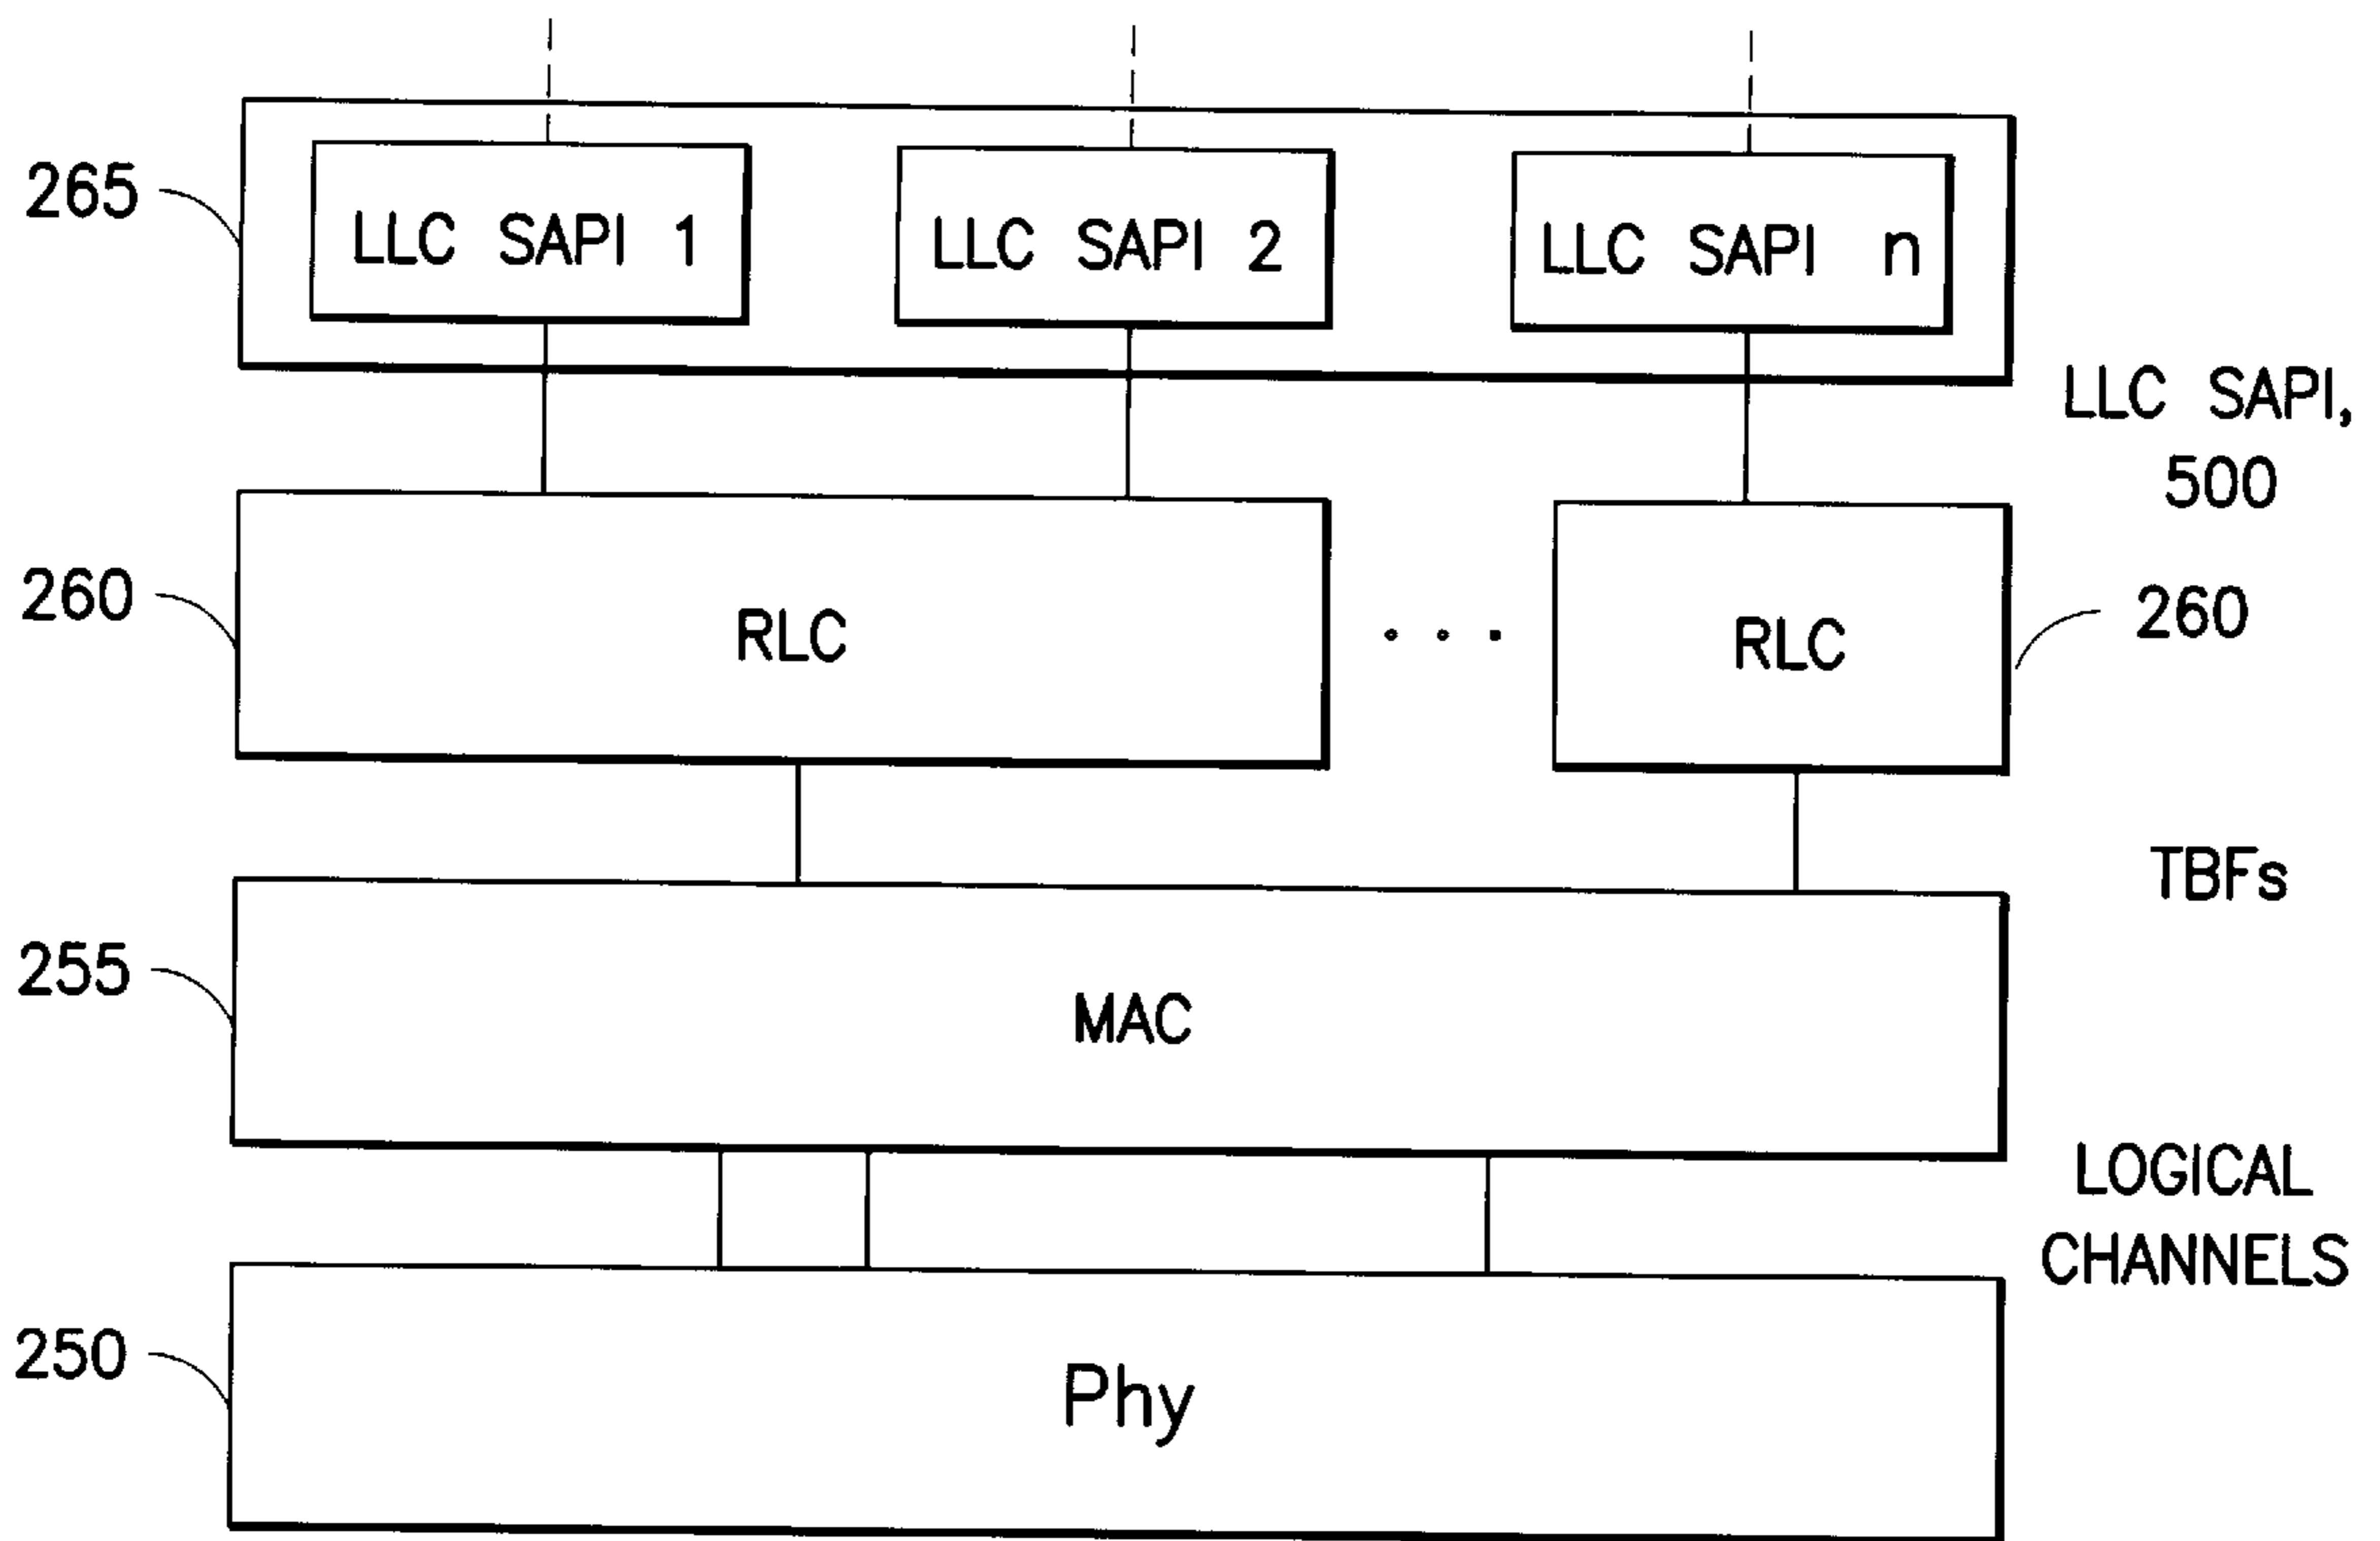 265
LLC SAPI 1
LLC SAPI 2
LLC SAPI n
LLC SAPI,
500
260
RLC
RLC
260
TBFs
255
MAC
LOGICAL
CHANNELS
250
Phy